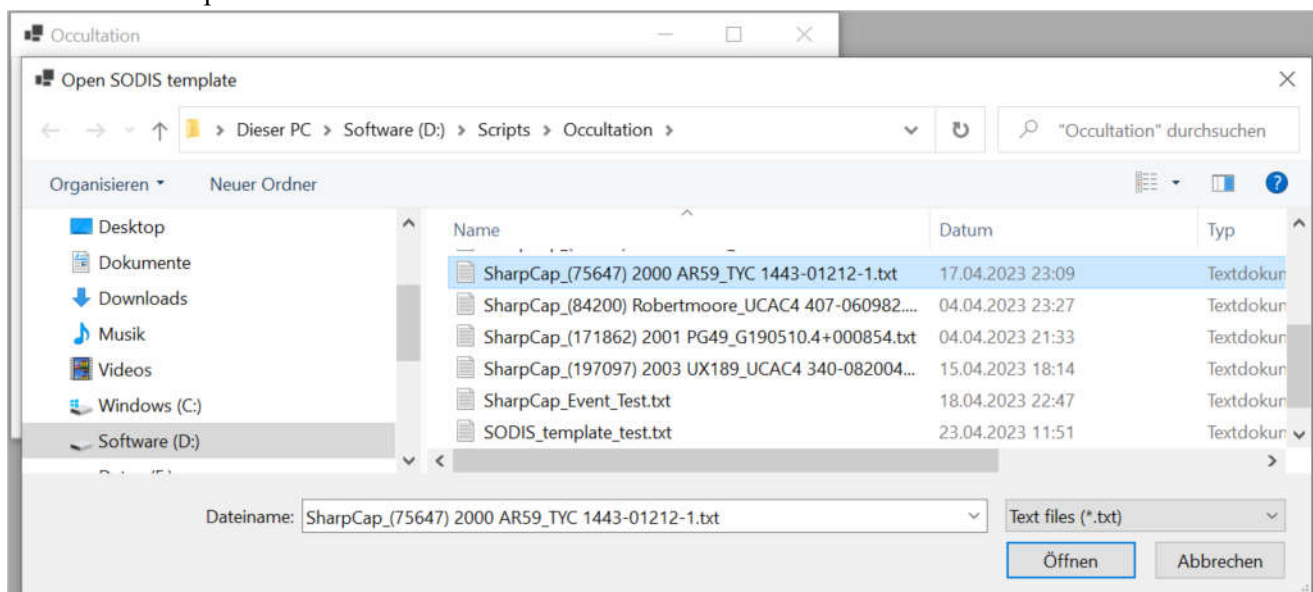 Occultation
Open SODIS template
Dieser PC > Software (D:) > Scripts > Occultation >
"Occultation" durchsuchen
Organisieren
Neuer Ordner
Desktop
Dokumente
Downloads
Musik
Videos
Windows (C:)
Software (D:)
Name Datum Typ
SharpCap_(75647) 2000 AR59_TYC 1443-01212-1.txt 17.04.2023 23:09 Textdokun
SharpCap_(84200) Robertmoore_UCAC4 407-060982.... 04.04.2023 23:27 Textdokun
SharpCap_(171862) 2001 PG49_G190510.4+000854.txt 04.04.2023 21:33 Textdokun
SharpCap_(197097) 2003 UX189_UCAC4 340-082004... 15.04.2023 18:14 Textdokun
SharpCap_Event_Test.txt 18.04.2023 22:47 Textdokun
SODIS_template_test.txt 23.04.2023 11:51 Textdokun
Dateiname: SharpCap_(75647) 2000 AR59_TYC 1443-01212-1.txt
Text files (*.txt)
Öffnen
Abbrechen